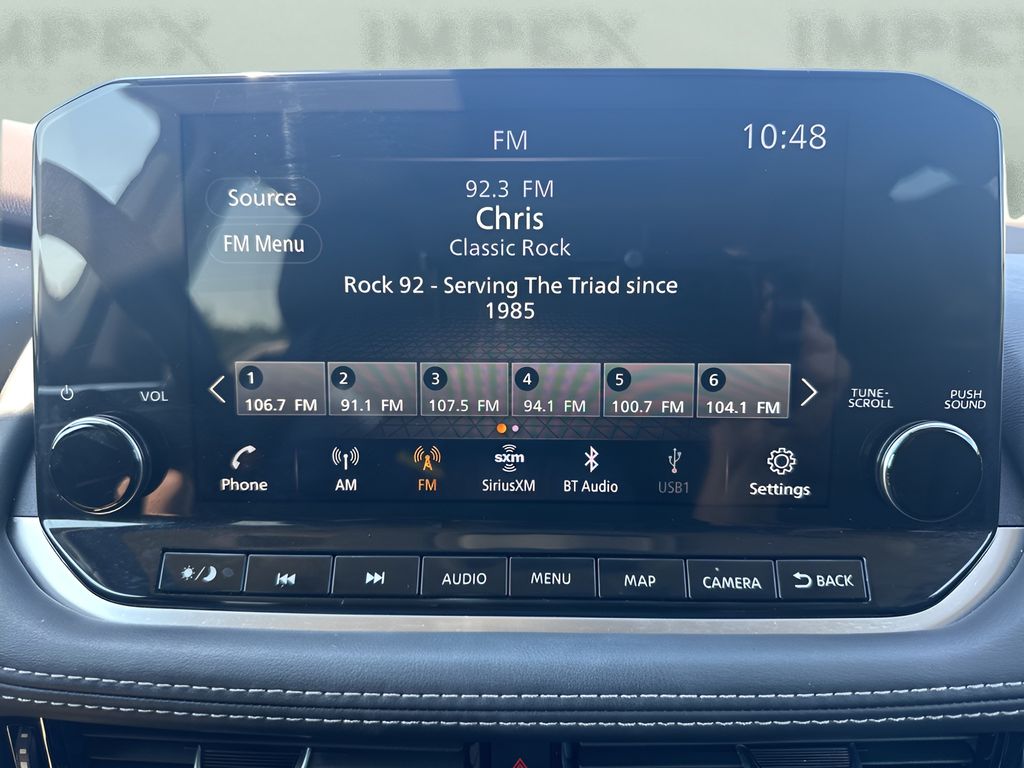 IMPEX IMPEX IMPEX
FM
10:48
Source
92.3 FM
Chris
FM Menu
Classic Rock
Rock 92 - Serving The Triad since
1985
1 2 3 4 5 6
106.7 FM 91.1 FM 107.5 FM 94.1 FM 100.7 FM 104.1 FM
VOL
TUNE-
SCROLL
PUSH
SOUND
sxm
Phone AM FM SiriusXM BT Audio USB1 Settings
AUDIO MENU MAP CAMERA BACK